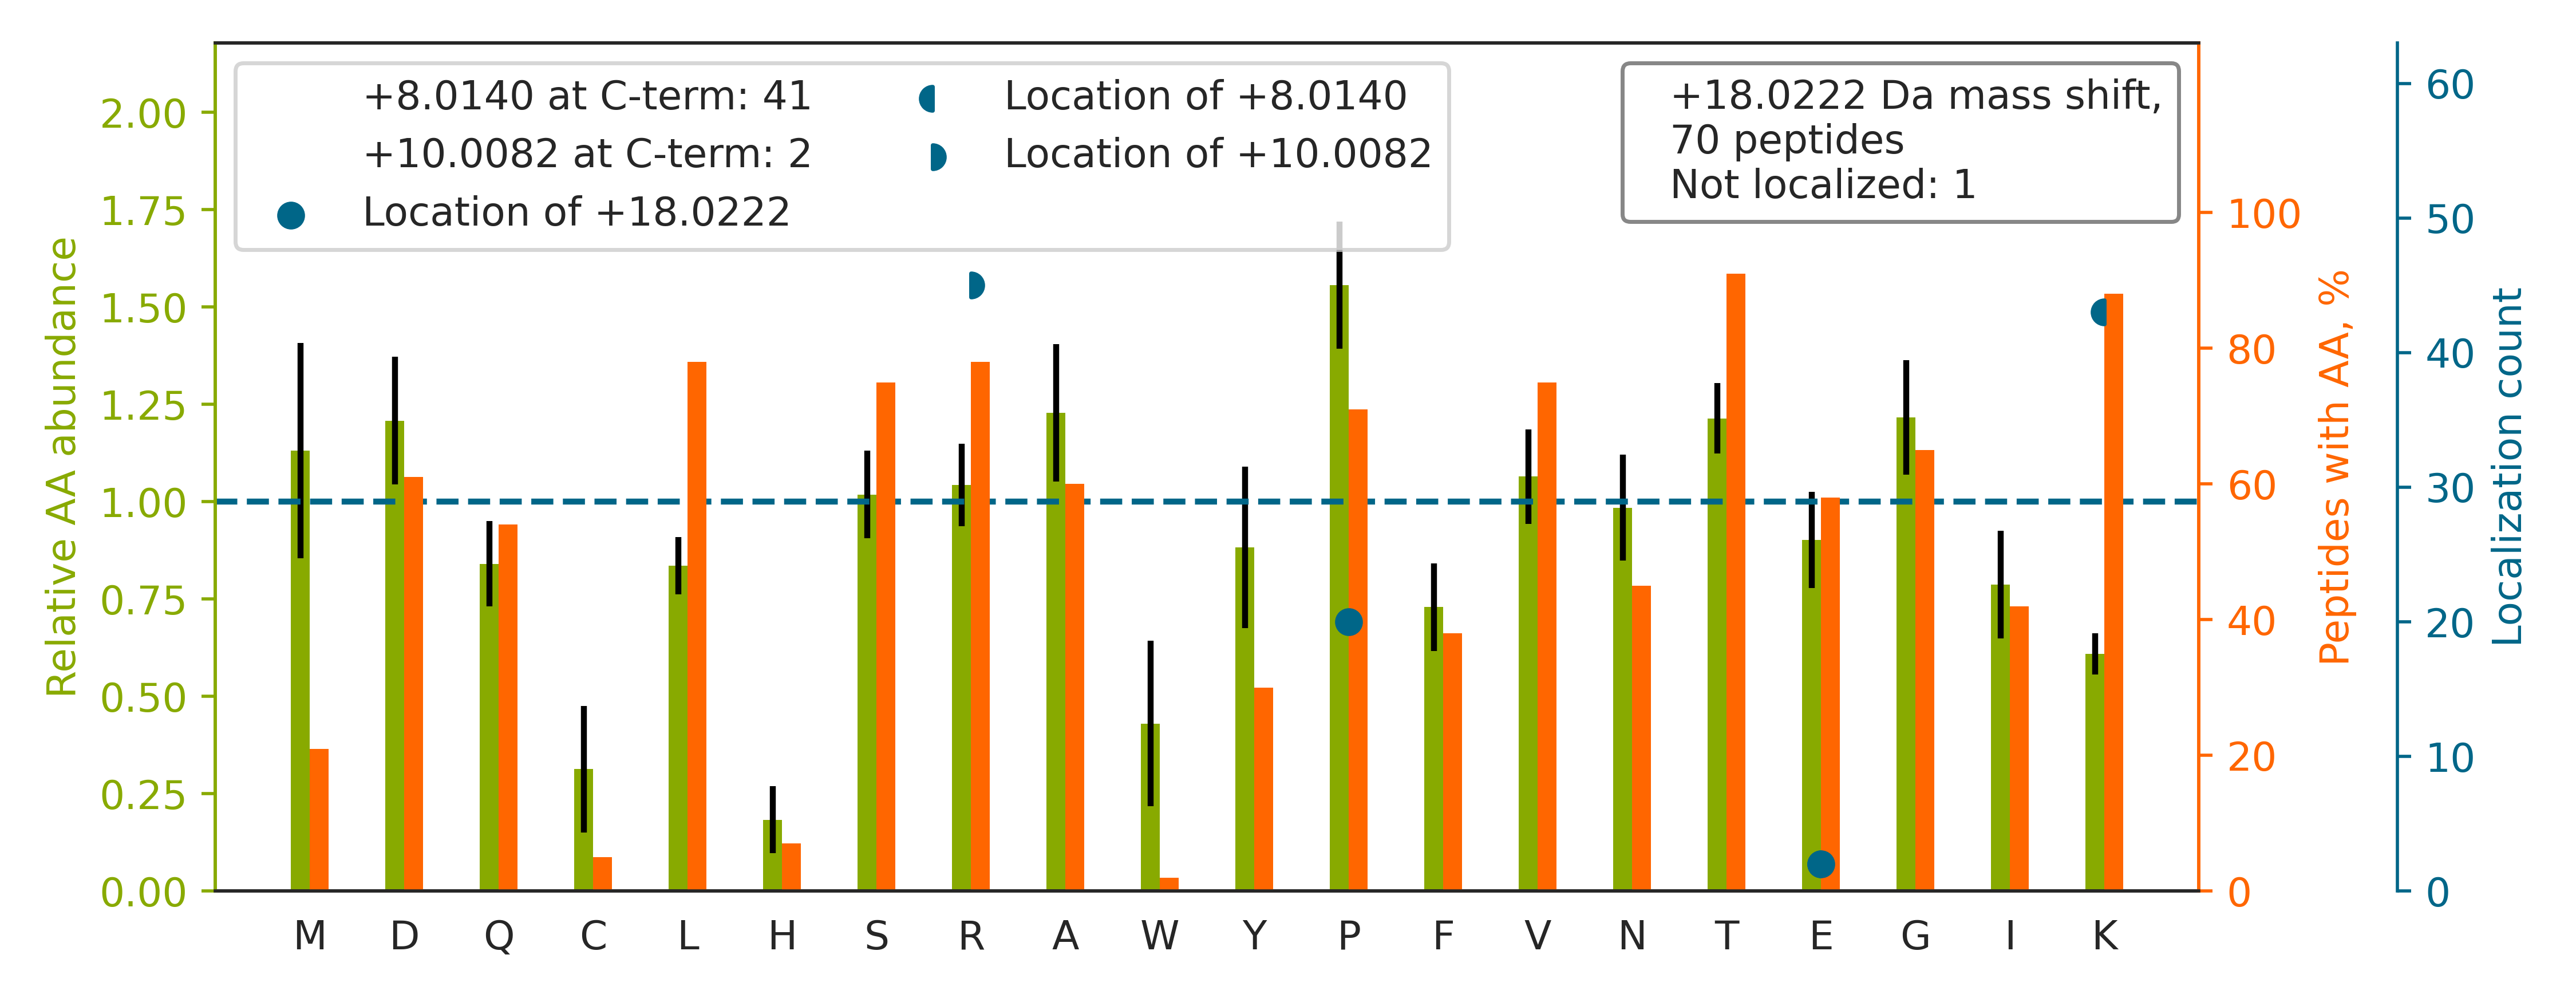 +8.0140 at C-term: 41
+10.0082 at C-term: 2
Location of +18.0222
Location of +8.0140
Location of +10.0082
+18.0222 Da mass shift,
70 peptides
Not localized: 1
Relative AA abundance
2.00
1.75
1.50
1.25
1.00
0.75
0.50
0.25
0.00
M D Q C L H S R A W Y P F V N T E G I K
100
80
60
40
20
0
Peptides with AA, %
60
50
40
30
20
10
0
Localization count